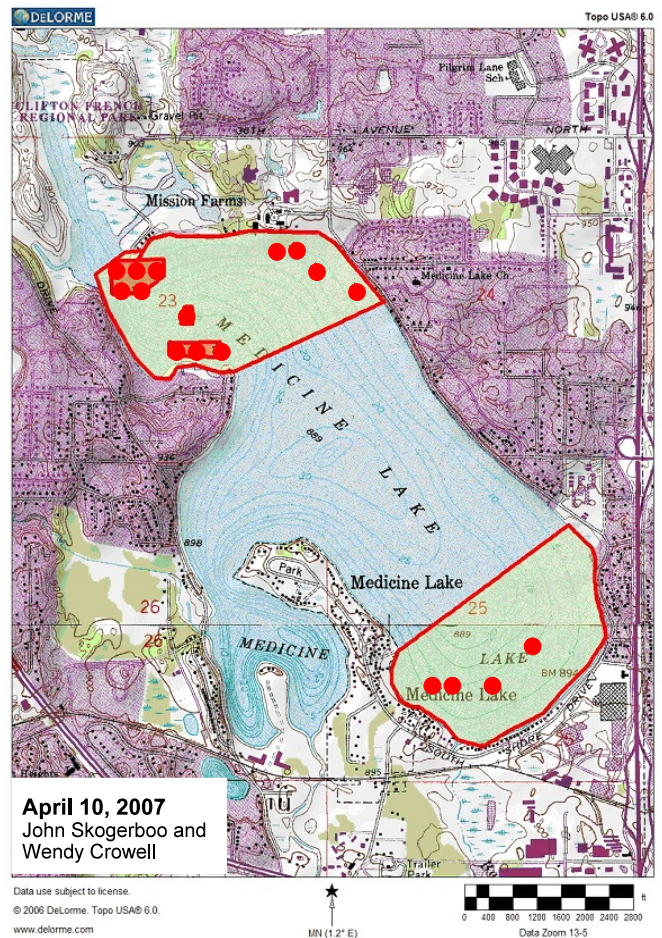 DELORME
Topo USA® 6.0
Pilgrim Lane
Sch
CLIFTON FRENCH
REGIONAL PARK
Gravel Pit
36TH AVENUE NORTH
Mission Farms
Medicine Lake Ch
23
24
MEDICINE LAKE
889
898
Park
Medicine Lake
26
26
25
889
MEDICINE
LAKE
BM 894
Medicine Lake
SOUTH SHORE DRIVE
895
Heights
Trailer
Park
April 10, 2007
John Skogerboo and
Wendy Crowell
Data use subject to license.
© 2006 DeLorme. Topo USA® 6.0.
www.delorme.com
MN (1.2° E)
ft
0 400 800 1200 1600 2000 2400 2800
Data Zoom 13-5